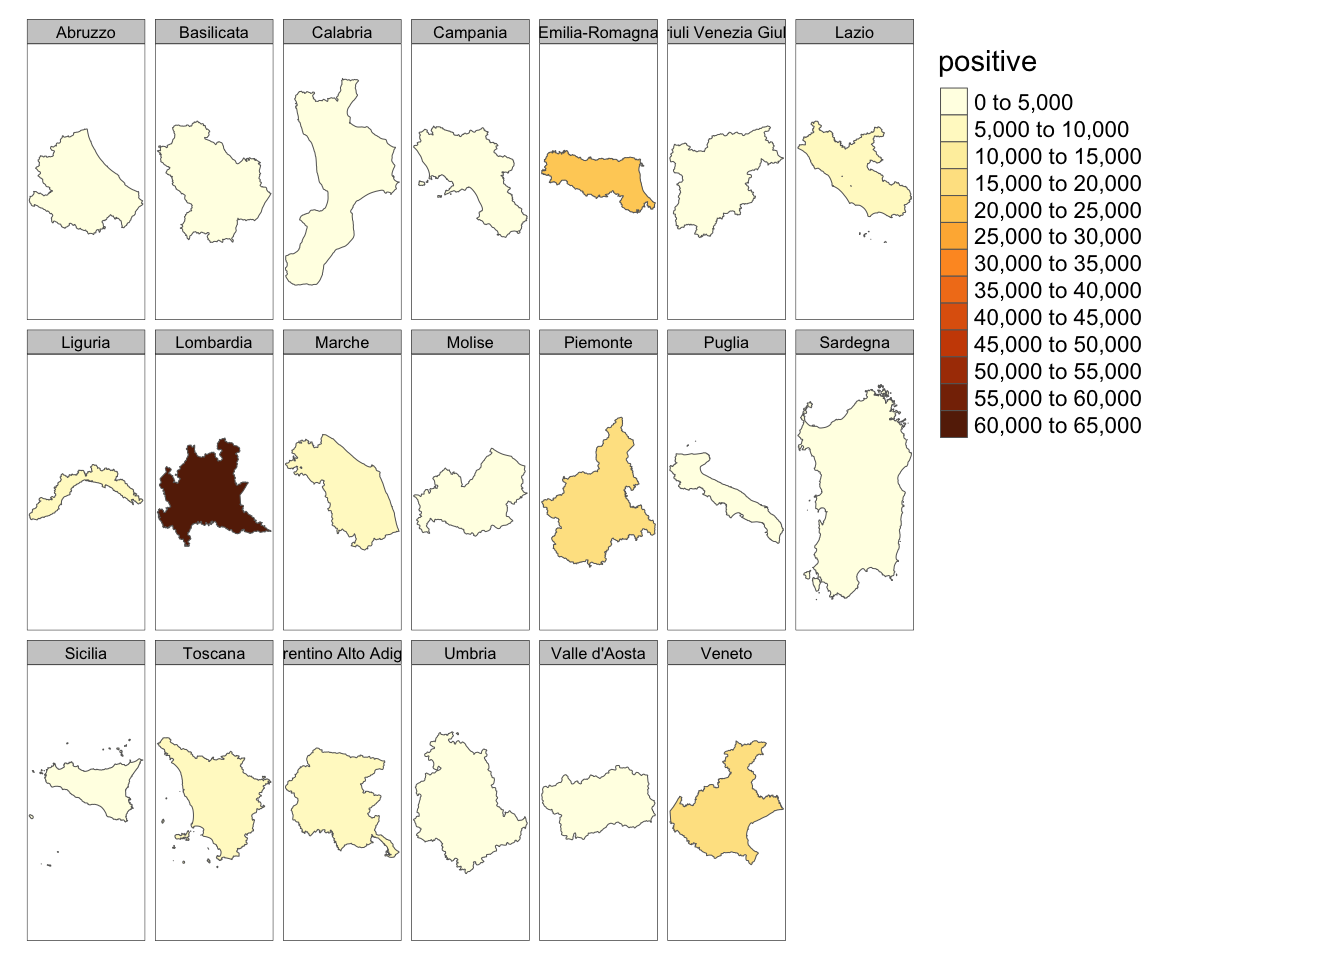 Abruzzo
Basilicata
Calabria
Campania
Emilia-Romagna
riuli Venezia Giul
Lazio
Liguria
Lombardia
Marche
Molise
Piemonte
Puglia
Sardegna
Sicilia
Toscana
rentino Alto Adig
Umbria
Valle d'Aosta
Veneto
positive
0 to 5,000
5,000 to 10,000
10,000 to 15,000
15,000 to 20,000
20,000 to 25,000
25,000 to 30,000
30,000 to 35,000
35,000 to 40,000
40,000 to 45,000
45,000 to 50,000
50,000 to 55,000
55,000 to 60,000
60,000 to 65,000